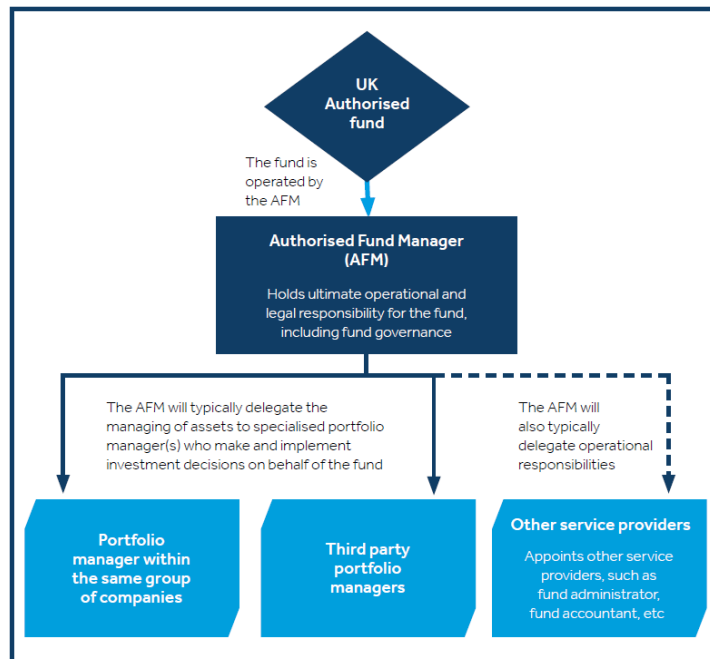 UK
Authorised
fund
The fund is
operated by
the AFM
Authorised Fund Manager
(AFM)
Holds ultimate operational and
legal responsibility for the fund,
including fund governance
The AFM will typically delegate the
managing of assets to specialised portfolio
manager(s) who make and implement
investment decisions on behalf of the fund
The AFM will
also typically
delegate operational
responsibilities
Portfolio
manager within
the same group
of companies
Third party
portfolio
managers
Other service providers
Appoints other service
providers, such as
fund administrator,
fund accountant, etc